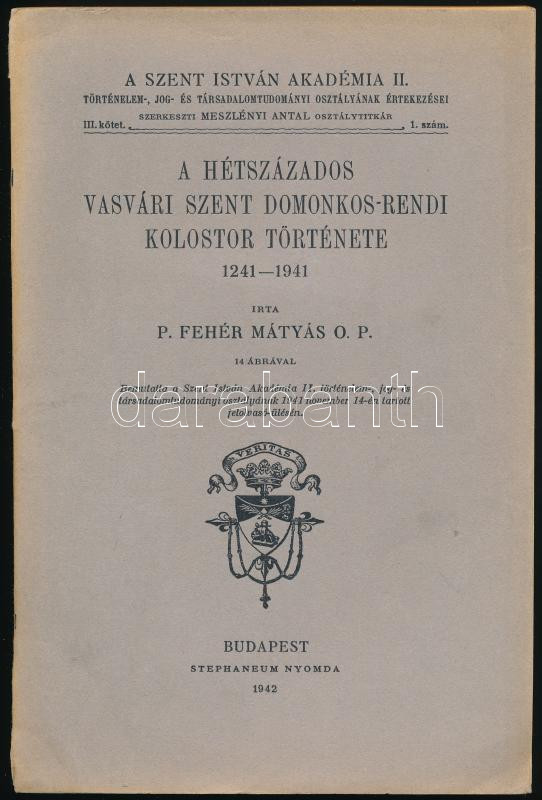 A SZENT ISTVÁN AKADÉMIA II.
TÖRTÉNELEM-, JOG- ÉS TÁRSADALOMTUDOMÁNYI OSZTÁLYÁNAK ÉRTEKEZÉSEI
SZERKESZTI MESZLÉNYI ANTAL OSZTÁLYTITKÁR
III. kötet. 1. szám.
A HÉTSZÁZADOS
VASVÁRI SZENT DOMONKOS-RENDI
KOLOSTOR TÖRTÉNETE
1241—1941
IRTA
P. FEHÉR MÁTYÁS O. P.
14 ÁBRÁVAL
Bemutatta a Szent István Akadémia II. történelem-, jog- és
társadalomtudományi osztályának 1941 november 14-én tartott
felolvasó-ülésén.
darabanth
VERITAS
BUDAPEST
STEPHANEUM NYOMDA
1942